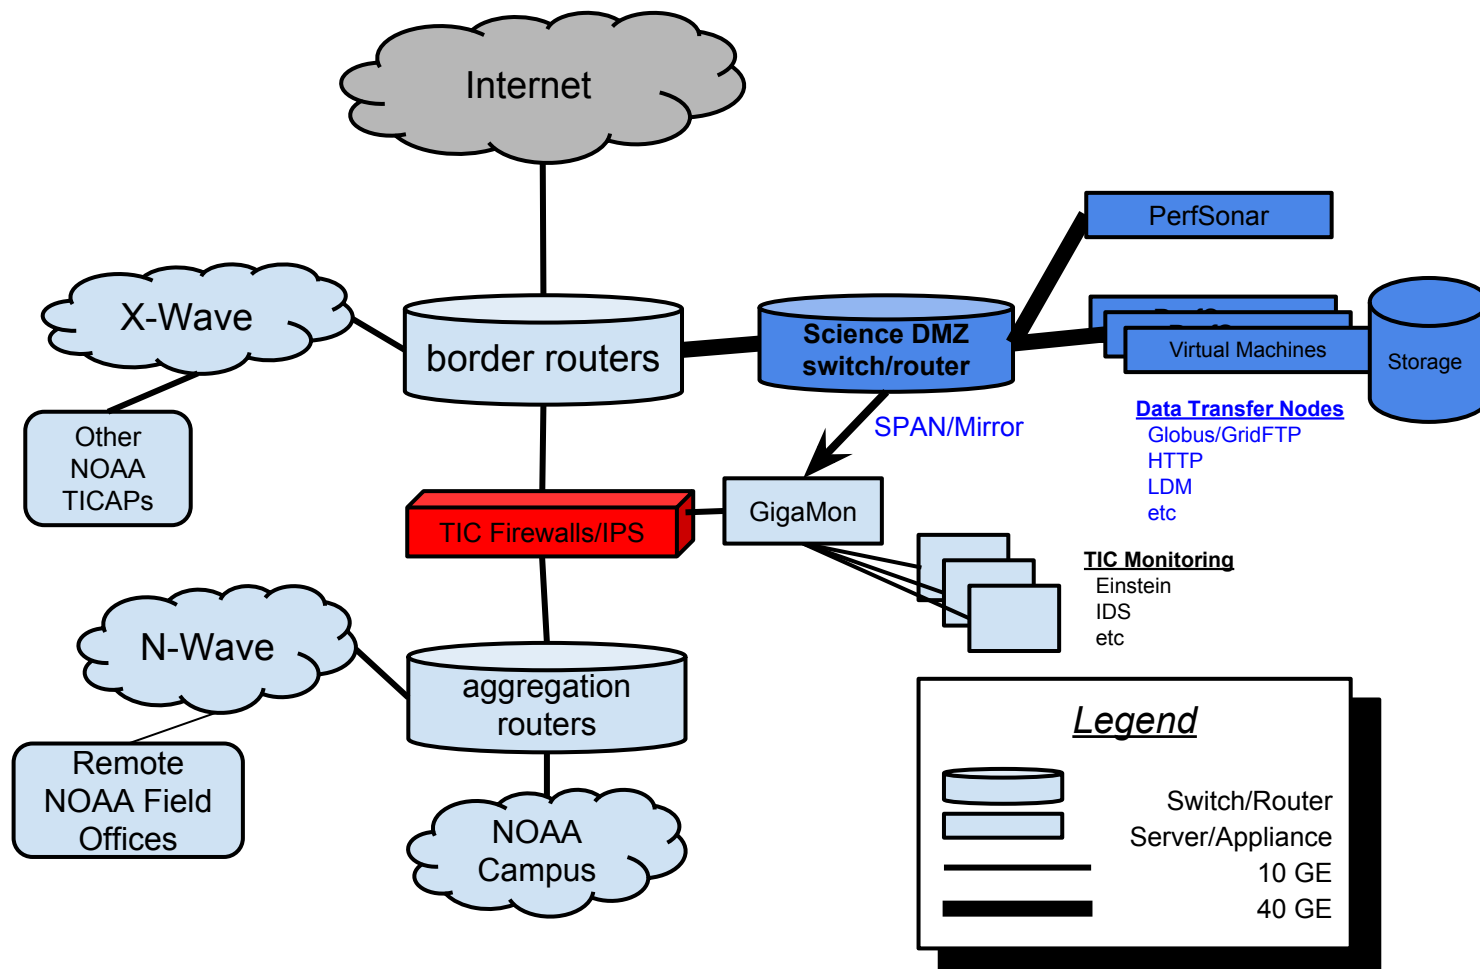 Internet
PerfSonar
X-Wave
border routers
Science DMZ
switch/router
Virtual Machines
Storage
Other
NOAA
TICAPs
SPAN/Mirror
Data Transfer Nodes
Globus/GridFTP
HTTP
LDM
etc
TIC Firewalls/IPS
GigaMon
TIC Monitoring
Einstein
IDS
etc
N-Wave
aggregation
routers
Remote
NOAA Field
Offices
NOAA
Campus
Legend
Switch/Router
Server/Appliance
10 GE
40 GE